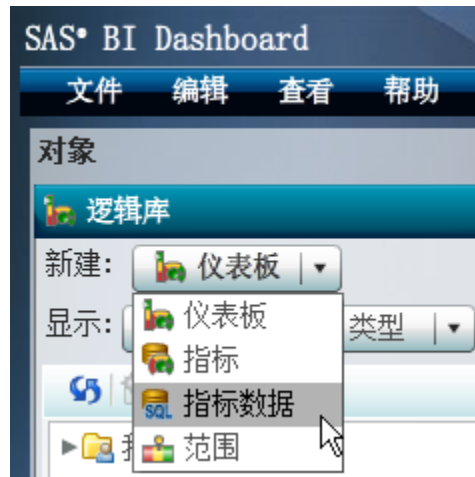 SAS® BI Dashboard
文件 编辑 查看 帮助
对象
逻辑库
新建: 仪表板
仪表板
显示: 类型
指标
SQL 指标数据
范围